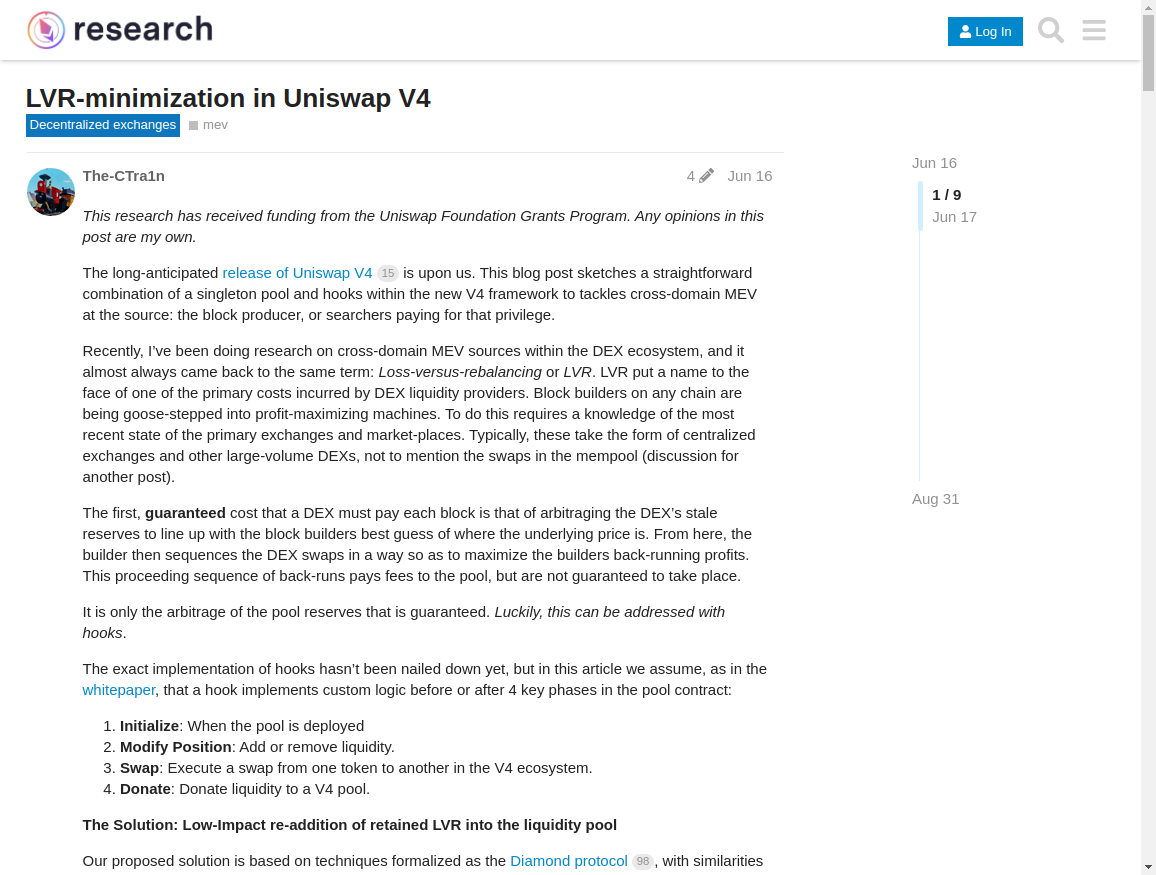 research
Log In
LVR-minimization in Uniswap V4
Decentralized exchanges mev
The-CTra1n 4 Jun 16
This research has received funding from the Uniswap Foundation Grants Program. Any opinions in this
post are my own.
The long-anticipated release of Uniswap V4 15 is upon us. This blog post sketches a straightforward
combination of a singleton pool and hooks within the new V4 framework to tackles cross-domain MEV
at the source: the block producer, or searchers paying for that privilege.
Recently, I’ve been doing research on cross-domain MEV sources within the DEX ecosystem, and it
almost always came back to the same term: Loss-versus-rebalancing or LVR. LVR put a name to the
face of one of the primary costs incurred by DEX liquidity providers. Block builders on any chain are
being goose-stepped into profit-maximizing machines. To do this requires a knowledge of the most
recent state of the primary exchanges and market-places. Typically, these take the form of centralized
exchanges and other large-volume DEXs, not to mention the swaps in the mempool (discussion for
another post).
The first, guaranteed cost that a DEX must pay each block is that of arbitraging the DEX’s stale
reserves to line up with the block builders best guess of where the underlying price is. From here, the
builder then sequences the DEX swaps in a way so as to maximize the builders back-running profits.
This proceeding sequence of back-runs pays fees to the pool, but are not guaranteed to take place.
It is only the arbitrage of the pool reserves that is guaranteed. Luckily, this can be addressed with
hooks.
The exact implementation of hooks hasn’t been nailed down yet, but in this article we assume, as in the
whitepaper, that a hook implements custom logic before or after 4 key phases in the pool contract:
1. Initialize: When the pool is deployed
2. Modify Position: Add or remove liquidity.
3. Swap: Execute a swap from one token to another in the V4 ecosystem.
4. Donate: Donate liquidity to a V4 pool.
The Solution: Low-Impact re-addition of retained LVR into the liquidity pool
Our proposed solution is based on techniques formalized as the Diamond protocol 98, with similarities
Jun 16
1 / 9
Jun 17
Aug 31